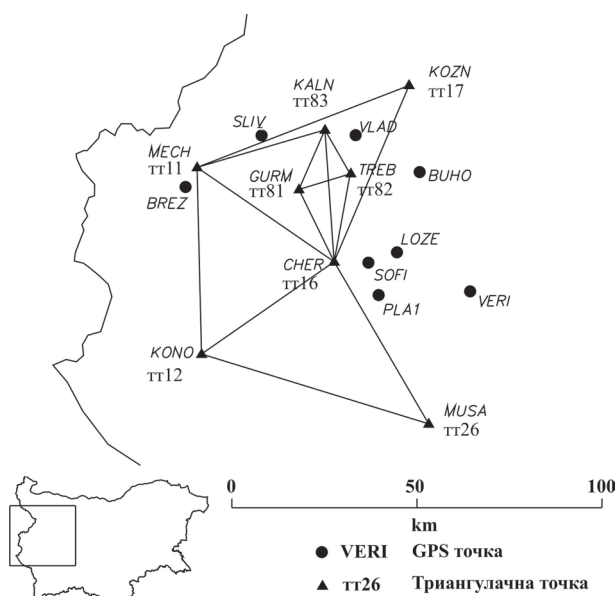 KOZN
тт17
KALN
тт83
SLIV
VLAD
MECH
тт11
GURM
тт81
TREB
тт82
BUHO
BREZ
LOZE
CHER
тт16
SOFI
PLA1
VERI
KONO
тт12
MUSA
тт26
0 50 100
km
VERI GPS точка
тт26 Триангулачна точка